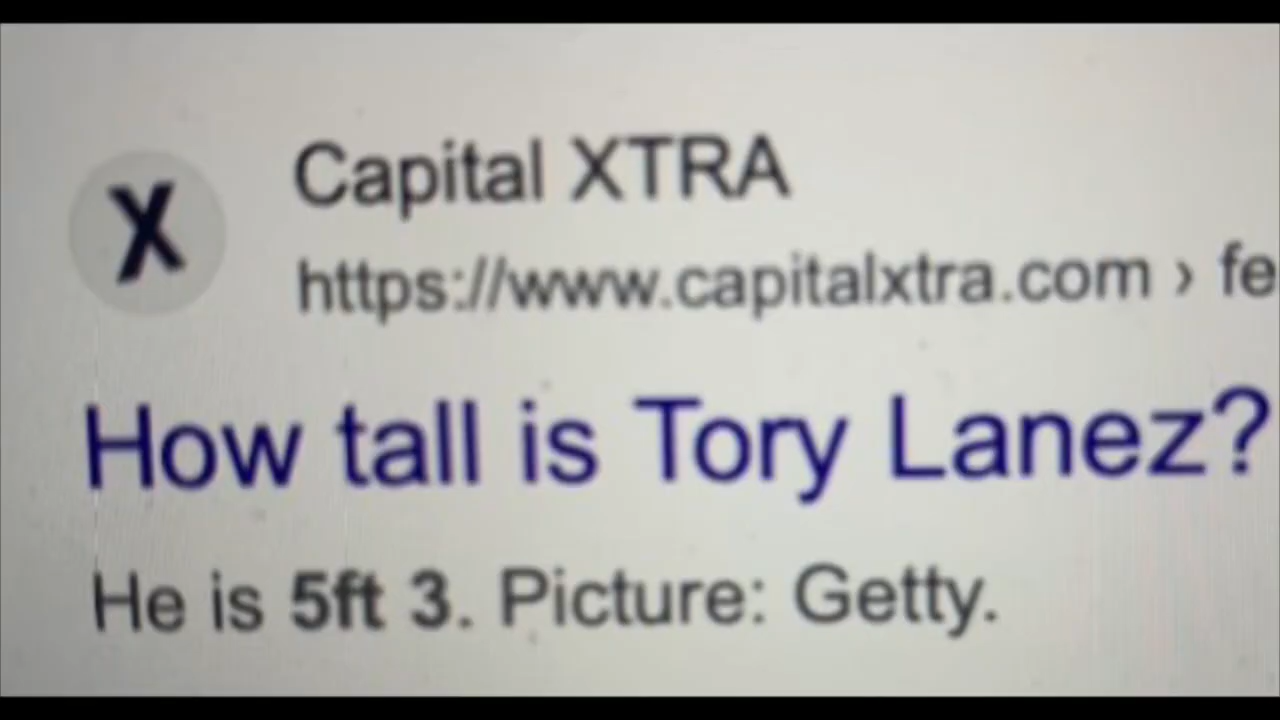 X
Capital XTRA
https://www.capitalxtra.com › fe
How tall is Tory Lanez?
He is 5ft 3. Picture: Getty.